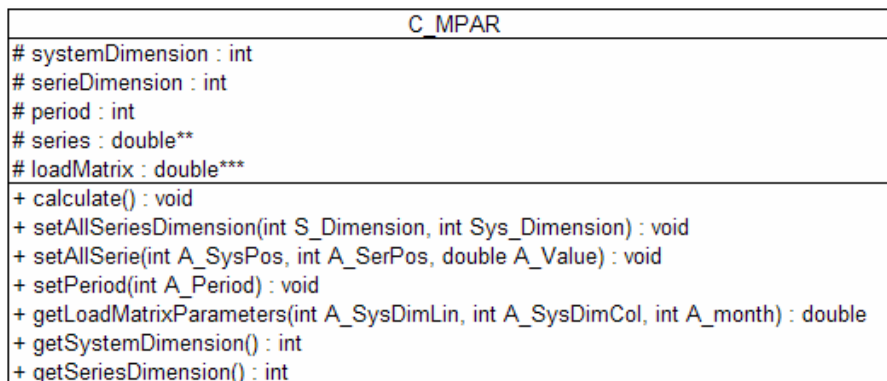 C_MPAR
# systemDimension : int
# serieDimension : int
# period : int
# series : double**
# loadMatrix : double***
+ calculate() : void
+ setAllSeriesDimension(int S_Dimension, int Sys_Dimension) : void
+ setAllSerie(int A_SysPos, int A_SerPos, double A_Value) : void
+ setPeriod(int A_Period) : void
+ getLoadMatrixParameters(int A_SysDimLin, int A_SysDimCol, int A_month) : double
+ getSystemDimension() : int
+ getSeriesDimension() : int